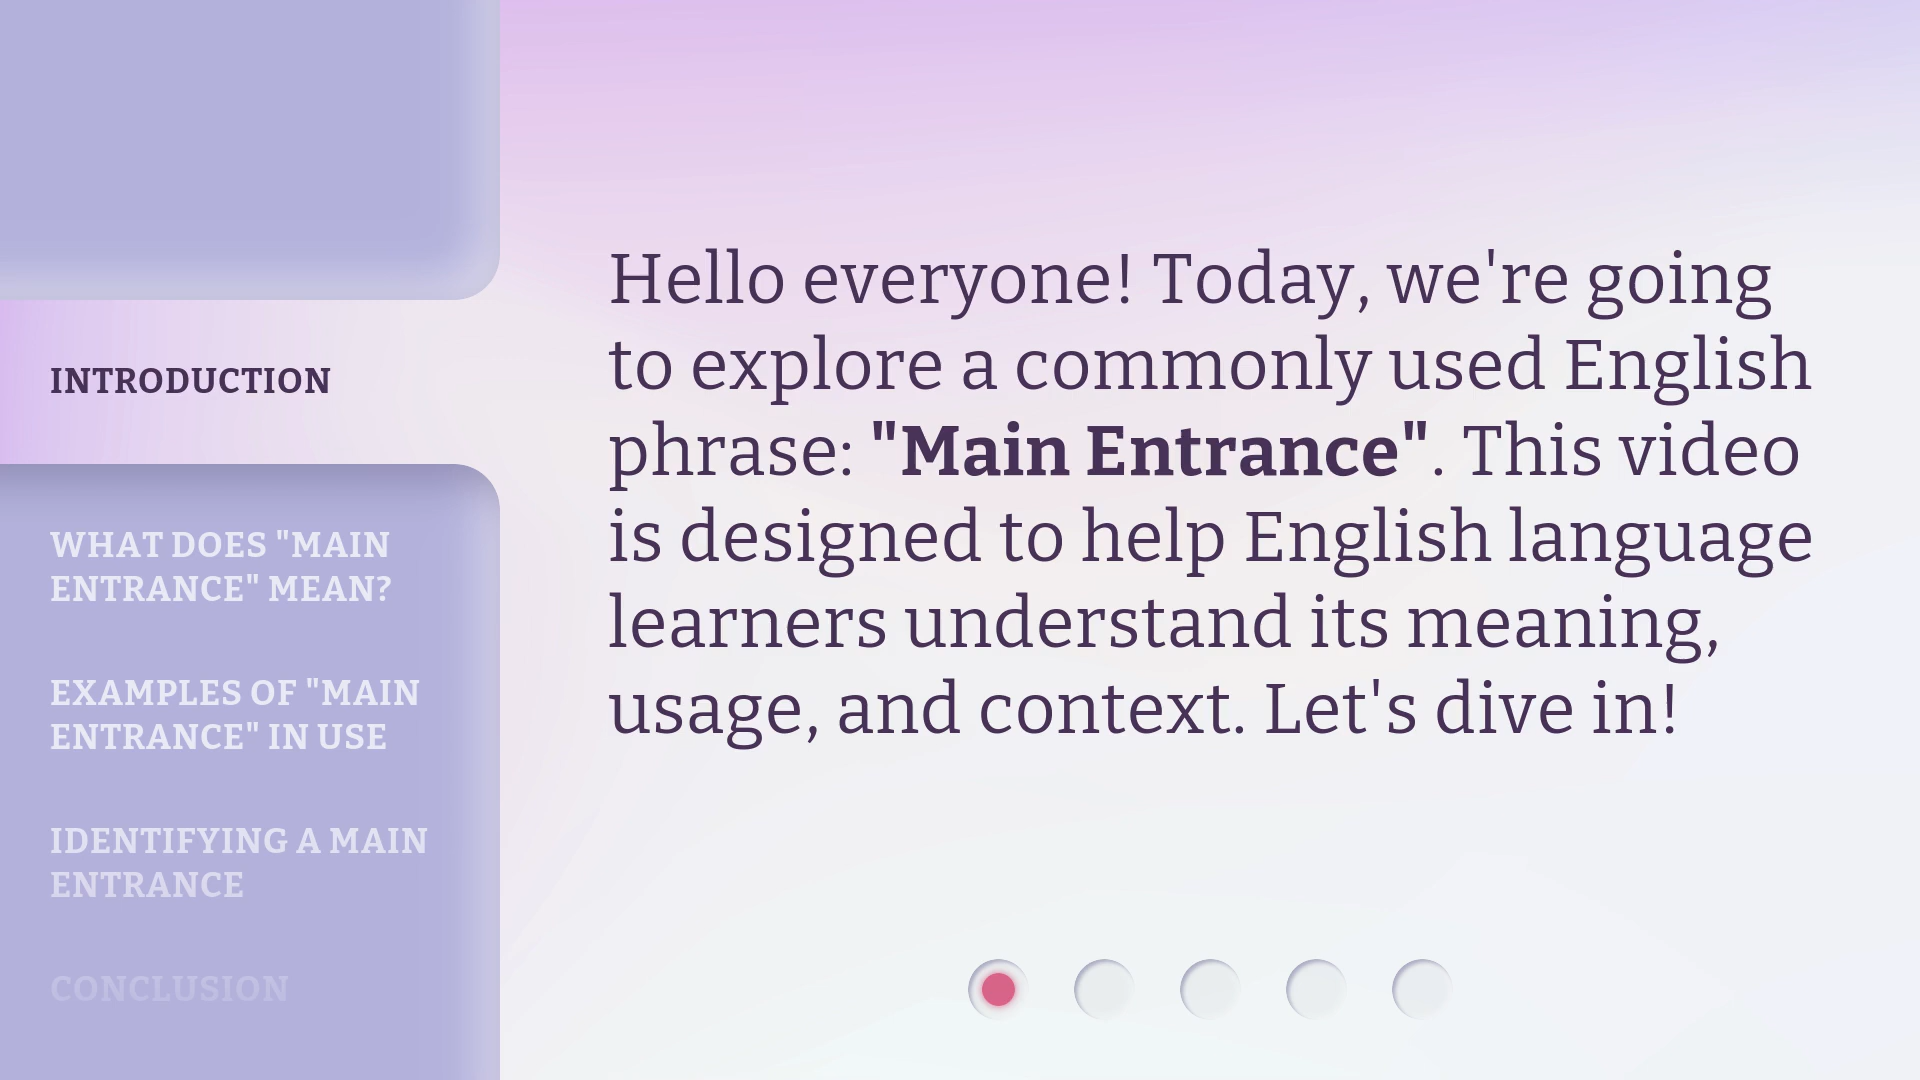 INTRODUCTION
WHAT DOES "MAIN
ENTRANCE" MEAN?
EXAMPLES OF "MAIN
ENTRANCE" IN USE
IDENTIFYING A MAIN
ENTRANCE
CONCLUSION
Hello everyone! Today, we're going
to explore a commonly used English
phrase: "Main Entrance". This video
is designed to help English language
learners understand its meaning,
usage, and context. Let's dive in!